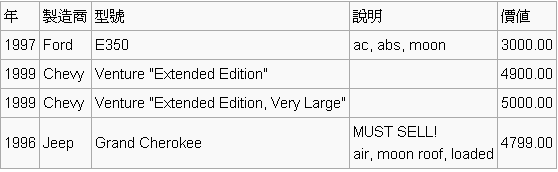 年 製造商 型號 說明 價值
1997 Ford E350 ac, abs, moon 3000.00
1999 Chevy Venture "Extended Edition" 4900.00
1999 Chevy Venture "Extended Edition, Very Large" 5000.00
1996 Jeep Grand Cherokee MUST SELL!
air, moon roof, loaded 4799.00